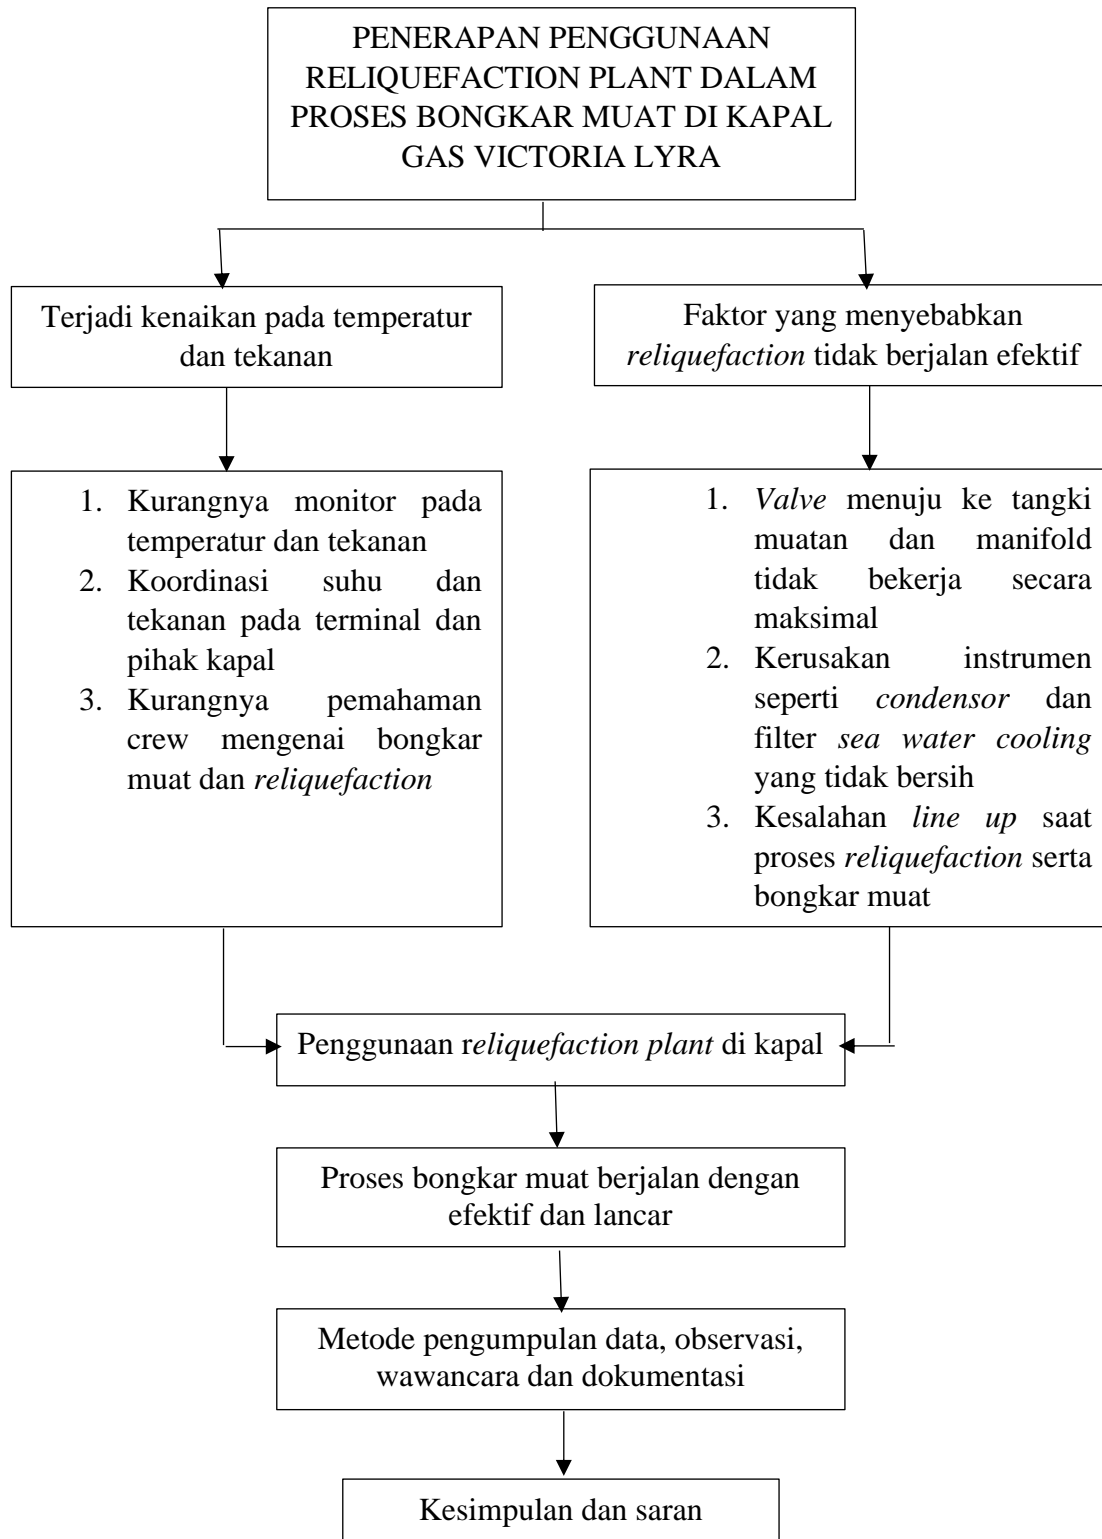 PENERAPAN PENGGUNAAN
RELIQUEFACTION PLANT DALAM
PROSES BONGKAR MUAT DI KAPAL
GAS VICTORIA LYRA
Terjadi kenaikan pada temperatur
dan tekanan
Faktor yang menyebabkan
reliquefaction tidak berjalan efektif
1. Kurangnya monitor pada
temperatur dan tekanan
2. Koordinasi suhu dan
tekanan pada terminal dan
pihak kapal
3. Kurangnya pemahaman
crew mengenai bongkar
muat dan reliquefaction
1. Valve menuju ke tangki
muatan dan manifold
tidak bekerja secara
maksimal
2. Kerusakan instrumen
seperti condensor dan
filter sea water cooling
yang tidak bersih
3. Kesalahan line up saat
proses reliquefaction serta
bongkar muat
Penggunaan reliquefaction plant di kapal
Proses bongkar muat berjalan dengan
efektif dan lancar
Metode pengumpulan data, observasi,
wawancara dan dokumentasi
Kesimpulan dan saran